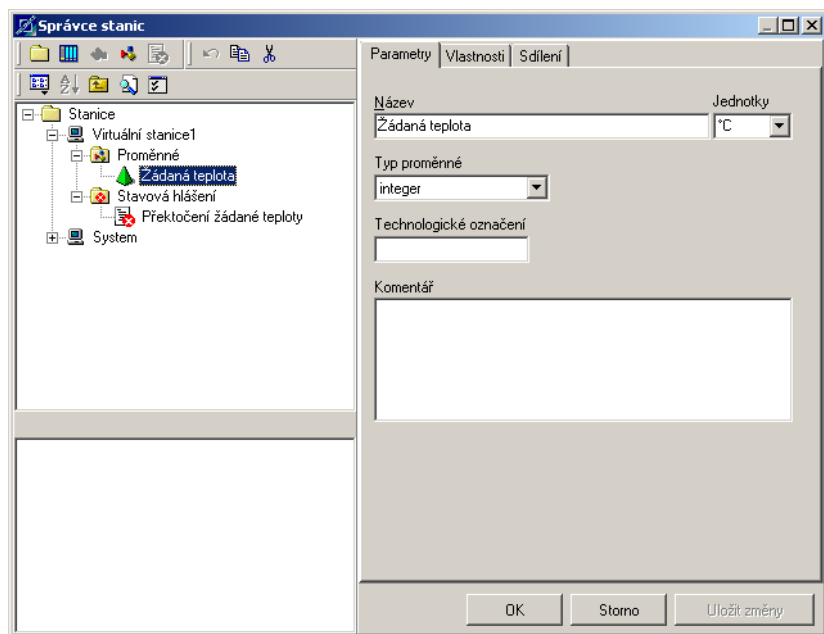 Správce stanic
Stanice
Virtuální stanice1
Proměnné
Žádaná teplota
Stavová hlášení
Přektočení žádané teploty
System
Parametry
Vlastnosti
Sdílení
Název
Jednotky
Žádaná teplota
°C
Typ proměnné
integer
Technologické označení
Komentář
OK
Storno
Uložit změny